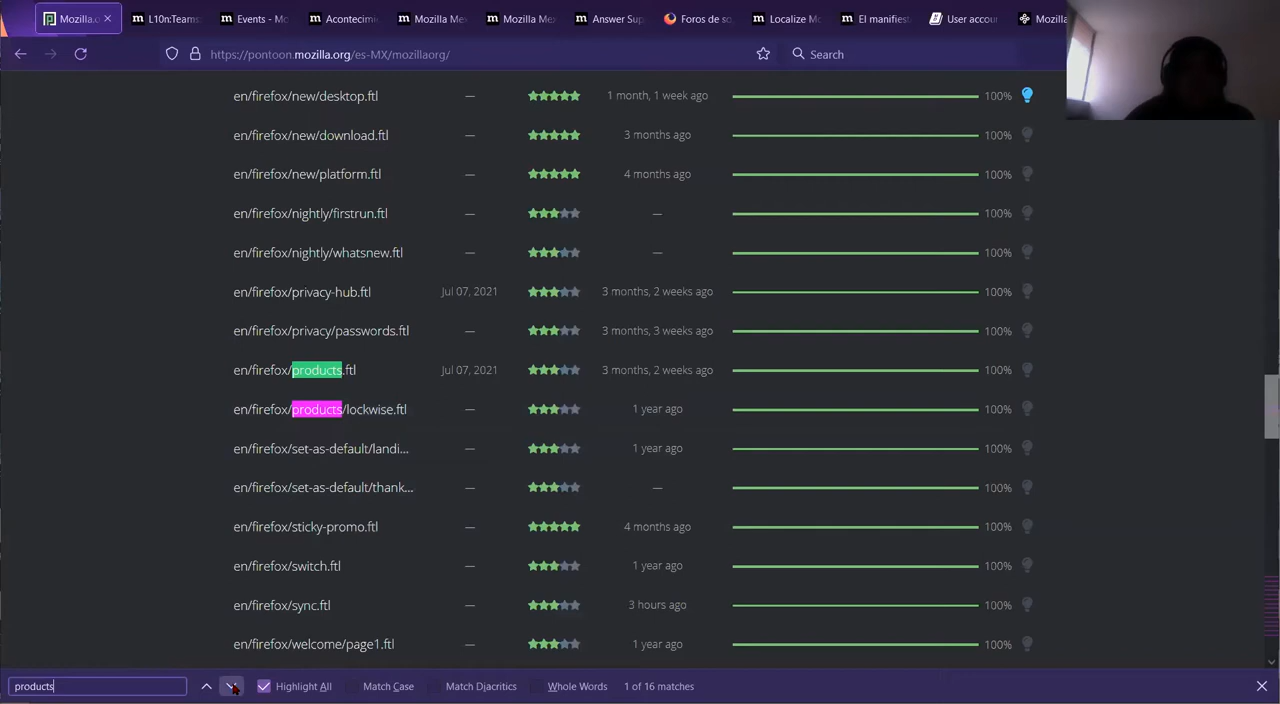 Mozilla.o
L10n:Teams:
Events - Mo
Acontecimi
Mozilla Mex
Mozilla Mex
Answer Sup
Foros de so
Localize Mo
El manifiest
User accou
Mozilla
https://pontoon.mozilla.org/es-MX/mozillaorg/
Search
en/firefox/new/desktop.ftl — 1 month, 1 week ago 100%
en/firefox/new/download.ftl — 3 months ago 100%
en/firefox/new/platform.ftl — 4 months ago 100%
en/firefox/nightly/firstrun.ftl — — 100%
en/firefox/nightly/whatsnew.ftl — — 100%
en/firefox/privacy-hub.ftl Jul 07, 2021 3 months, 2 weeks ago 100%
en/firefox/privacy/passwords.ftl — 3 months, 3 weeks ago 100%
en/firefox/products.ftl Jul 07, 2021 3 months, 2 weeks ago 100%
en/firefox/products/lockwise.ftl — 1 year ago 100%
en/firefox/set-as-default/landi... — 1 year ago 100%
en/firefox/set-as-default/thank... — — 100%
en/firefox/sticky-promo.ftl — 4 months ago 100%
en/firefox/switch.ftl — 1 year ago 100%
en/firefox/sync.ftl — 3 hours ago 100%
en/firefox/welcome/page1.ftl — 1 year ago 100%
products Highlight All Match Case Match Diacritics Whole Words 1 of 16 matches